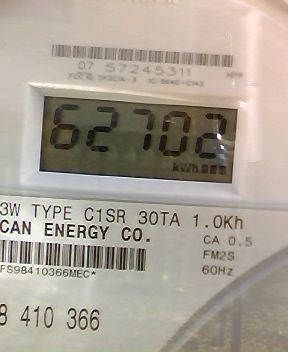 07 57245311
62702
kWh
3W TYPE C1SR 30TA 1.0Kh
CAN ENERGY CO.
CA 0.5
FM2S
60Hz
FS98410366MEC*
8 410 366